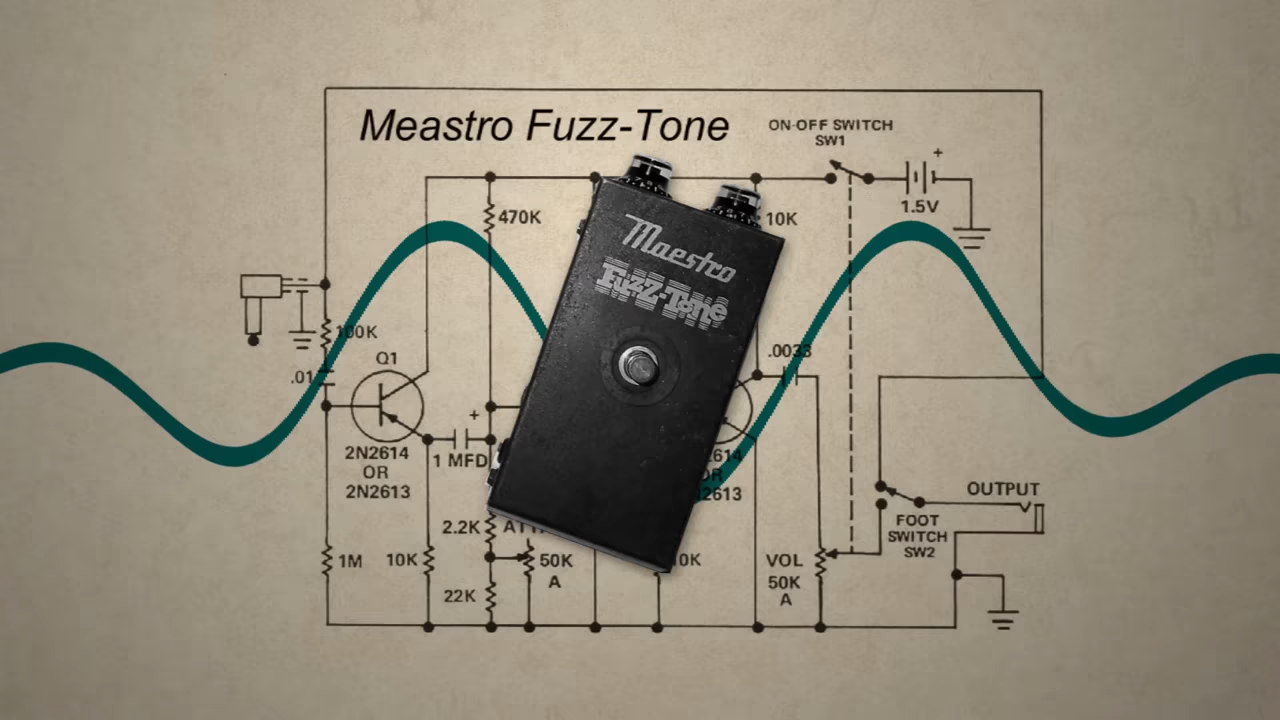 Meastro Fuzz-Tone
ON-OFF SWITCH
SW1
+
1.5V
470K
10K
Maestro
FuzZ-Tone
100K
.01
Q1
.0033
+
2N2614
OR
2N2613
1 MFD
2.2K
1M
10K
50K
A
22K
VOL
50K
A
OUTPUT
FOOT
SWITCH
SW2